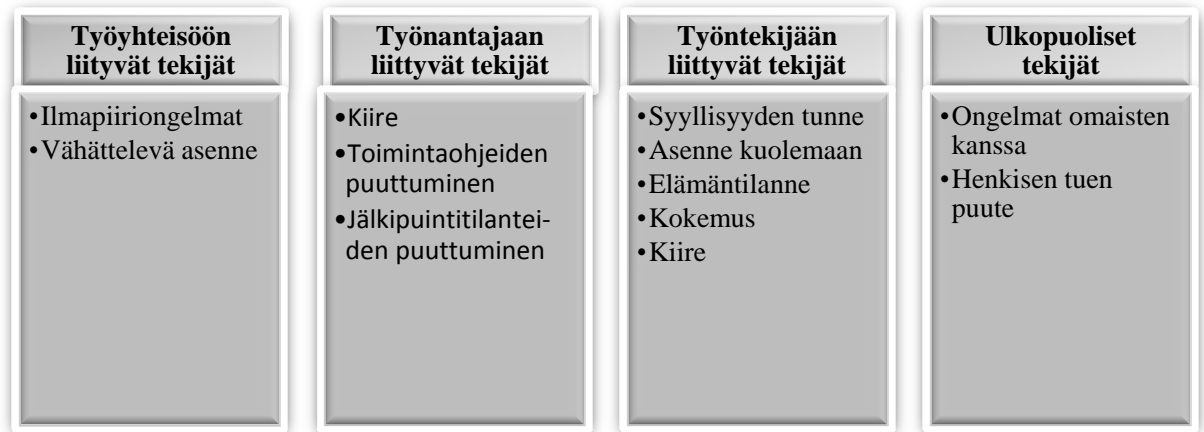 Työyhteisöön
liityvät tekijät
•Ilmapiiriongelmat
•Vähättelevä asenne
Työnantajaan
liittyvät tekijät
•Kiire
•Toimintaohjeiden
puuttuminen
•Jälkipuintitilantei-
den puuttuminen
Työntekijään
liittyvät tekijät
•Syyllisyyden tunne
•Asenne kuolemaan
•Elämäntilanne
•Kokemus
•Kiire
Ulkopuoliset
tekijät
•Ongelmat omaisten
kanssa
•Henkisen tuen
puute